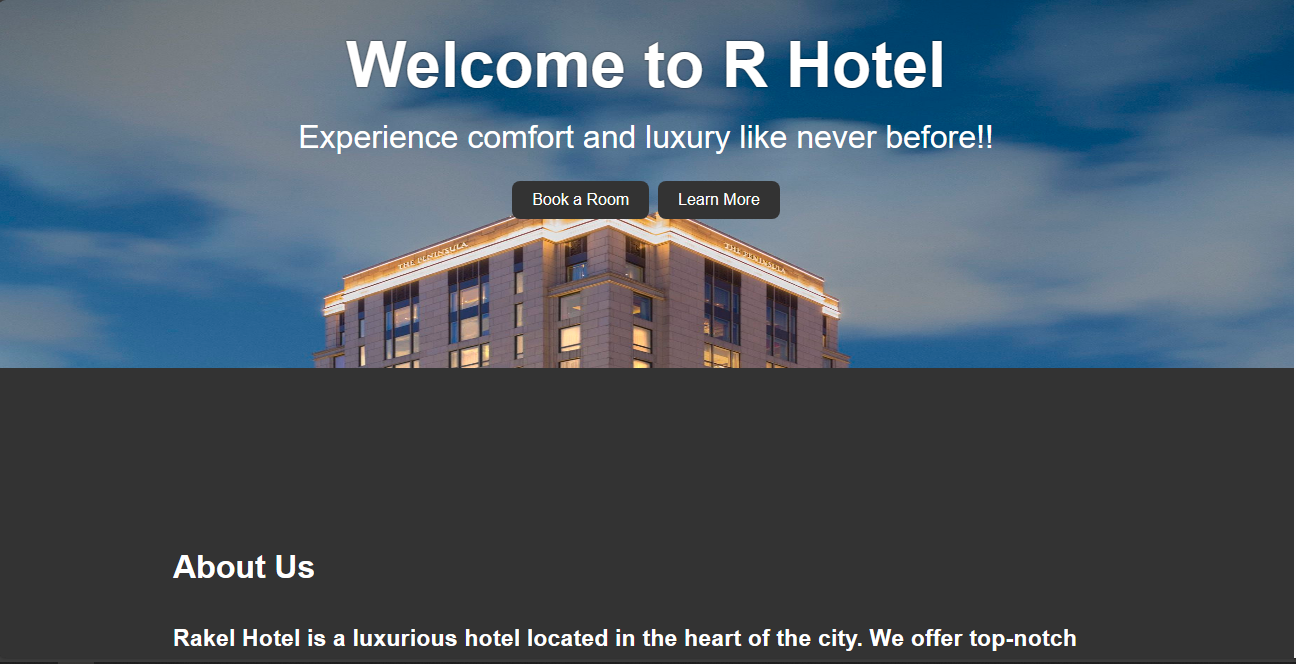 Welcome to R Hotel
Experience comfort and luxury like never before!!
Book a Room
Learn More
THE PENINSULA
THE PENINSULA
About Us
Rakel Hotel is a luxurious hotel located in the heart of the city. We offer top-notch